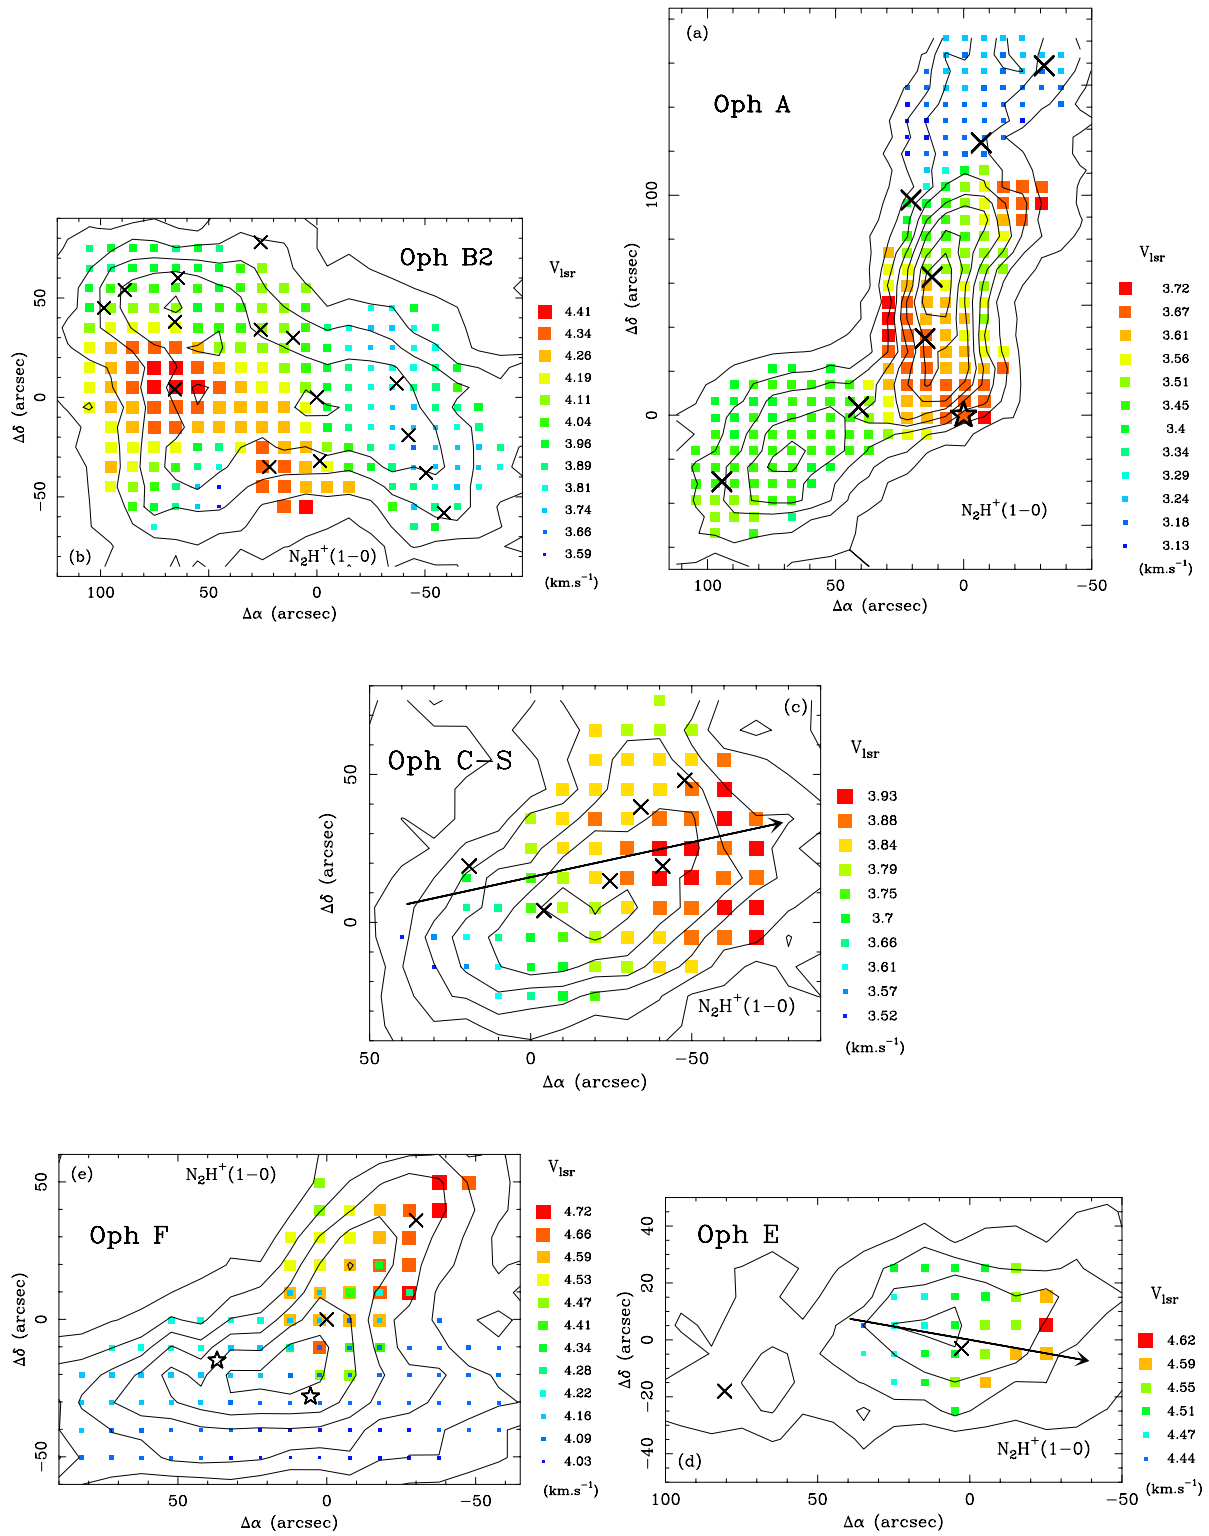 (a)
Oph A
100
0
Δδ (arcsec)
N₂H⁺(1−0)
100
50
0
−50
Δα (arcsec)
V_lsr
3.72
3.67
3.61
3.56
3.51
3.45
3.4
3.34
3.29
3.24
3.18
3.13
(km.s⁻¹)
Oph B2
50
0
−50
Δδ (arcsec)
(b)
N₂H⁺(1−0)
100
50
0
−50
Δα (arcsec)
V_lsr
4.41
4.34
4.26
4.19
4.11
4.04
3.96
3.89
3.81
3.74
3.66
3.59
(km.s⁻¹)
(c)
Oph C−S
50
0
Δδ (arcsec)
N₂H⁺(1−0)
50
0
−50
Δα (arcsec)
V_lsr
3.93
3.88
3.84
3.79
3.75
3.7
3.66
3.61
3.57
3.52
(km.s⁻¹)
(e)
N₂H⁺(1−0)
Oph F
50
0
−50
Δδ (arcsec)
50
0
−50
Δα (arcsec)
V_lsr
4.72
4.66
4.59
4.53
4.47
4.41
4.34
4.28
4.22
4.16
4.09
4.03
(km.s⁻¹)
Oph E
40
20
0
−20
−40
Δδ (arcsec)
N₂H⁺(1−0)
(d)
100
50
0
−50
Δα (arcsec)
V_lsr
4.62
4.59
4.55
4.51
4.47
4.44
(km.s⁻¹)